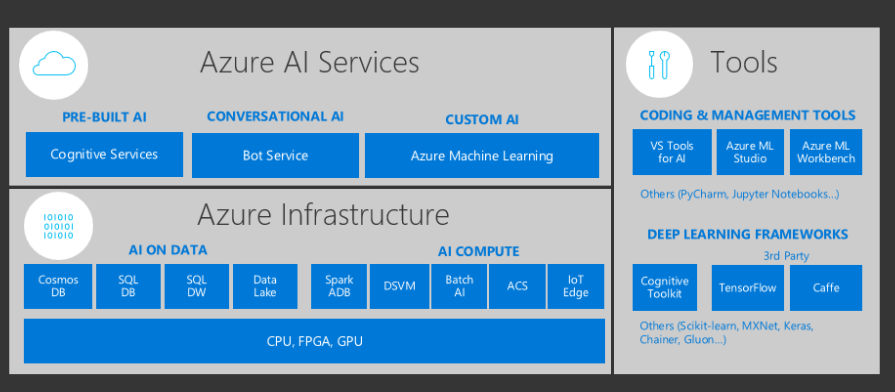 Azure AI Services
PRE-BUILT AI
CONVERSATIONAL AI
CUSTOM AI
Cognitive Services
Bot Service
Azure Machine Learning
101010
010101
101010
Azure Infrastructure
AI ON DATA
AI COMPUTE
Cosmos
DB
SQL
DB
SQL
DW
Data
Lake
Spark
ADB
DSVM
Batch
AI
ACS
IoT
Edge
CPU, FPGA, GPU
Tools
CODING & MANAGEMENT TOOLS
VS Tools
for AI
Azure ML
Studio
Azure ML
Workbench
Others (PyCharm, Jupyter Notebooks...)
DEEP LEARNING FRAMEWORKS
3rd Party
Cognitive
Toolkit
TensorFlow
Caffe
Others (Scikit-learn, MXNet, Keras,
Chainer, Gluon...)